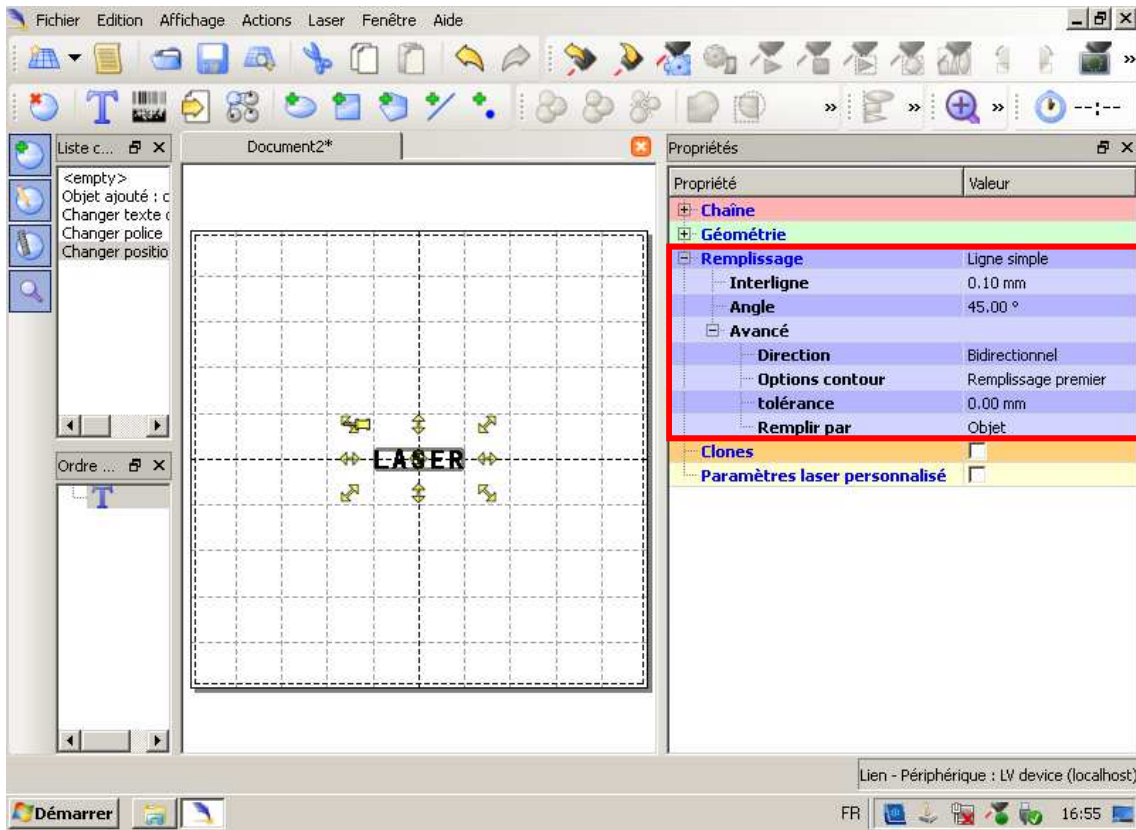 Fichier Edition Affichage Actions Laser Fenêtre Aide
--:--
Liste c...
Document2*
Propriétés
<empty>
Objet ajouté : c
Changer texte
Changer police
Changer positio
Propriété Valeur
Chaîne
Géométrie
Remplissage Ligne simple
Interligne 0.10 mm
Angle 45.00 °
Avancé
Direction Bidirectionnel
Options contour Remplissage premier
tolérance 0.00 mm
Remplir par Objet
Clones
Paramètres laser personnalisé
LASER
Ordre ...
T
Lien - Périphérique : LV device (localhost)
Démarrer
FR 16:55